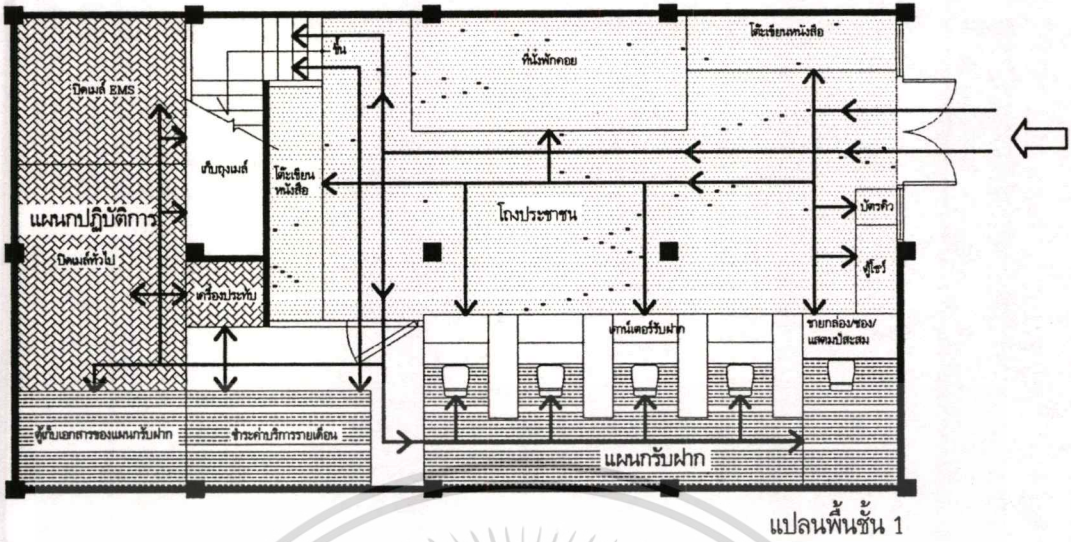 โต๊ะเขียนหนังสือ
ขึ้น
ที่นั่งพักคอย
ปิดเมล์ EMS
เก็บถุงเมล์
โต๊ะเขียน
หนังสือ
แผนกปฏิบัติการ
โถงประชาชน
บัตรคิว
ปิดเมล์ทั่วไป
ตู้โชว์
เครื่องประทับ
เคาน์เตอร์รับฝาก
ขายกล่อง/ซอง/
แสตมป์สะสม
ตู้เก็บเอกสารของแผนกรับฝาก
ชำระค่าบริการรายเดือน
แผนกรับฝาก
แปลนพื้นชั้น 1